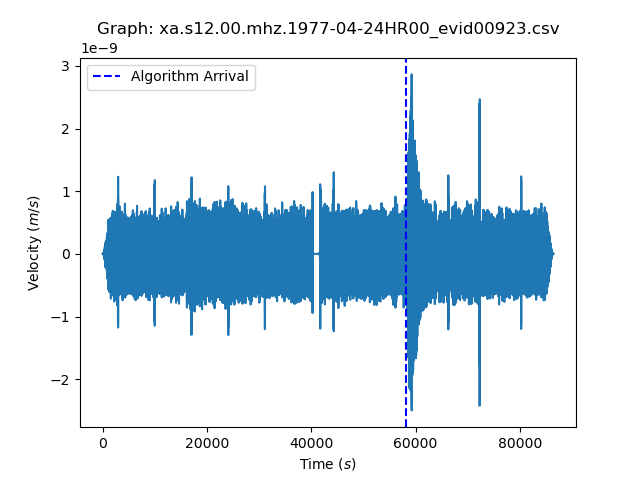 Graph: xa.s12.00.mhz.1977-04-24HR00_evid00923.csv
1e−9
Algorithm Arrival
3
2
1
0
−1
−2
Velocity (m/s)
0 20000 40000 60000 80000
Time (s)